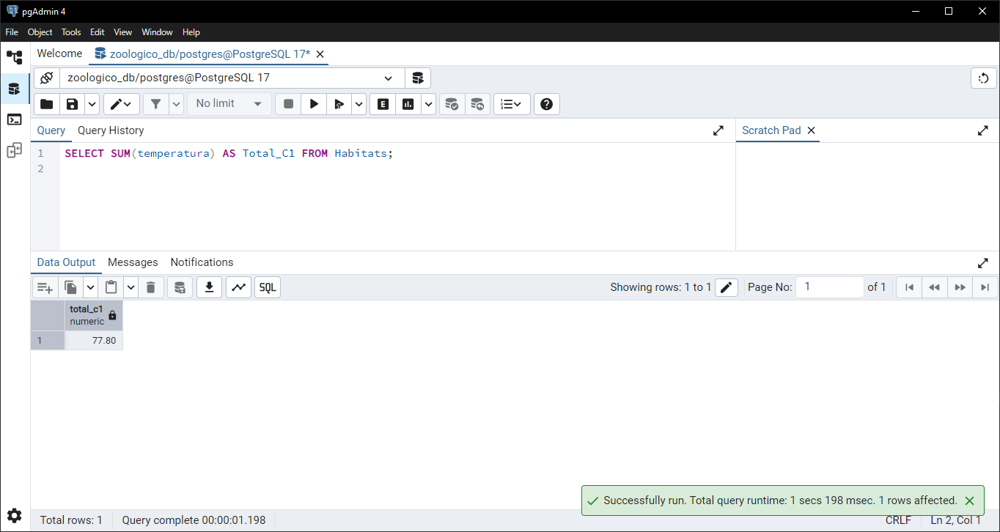 pgAdmin 4
File Object Tools Edit View Window Help
Welcome zoologico_db/postgres@PostgreSQL 17*
zoologico_db/postgres@PostgreSQL 17
No limit E
Query Query History Scratch Pad
1 SELECT SUM(temperatura) AS Total_C1 FROM Habitats;
2
Data Output Messages Notifications
SQL Showing rows: 1 to 1 Page No: 1 of 1
total_c1
numeric
1 77.80
Successfully run. Total query runtime: 1 secs 198 msec. 1 rows affected.
Total rows: 1 Query complete 00:00:01.198 CRLF Ln 2, Col 1